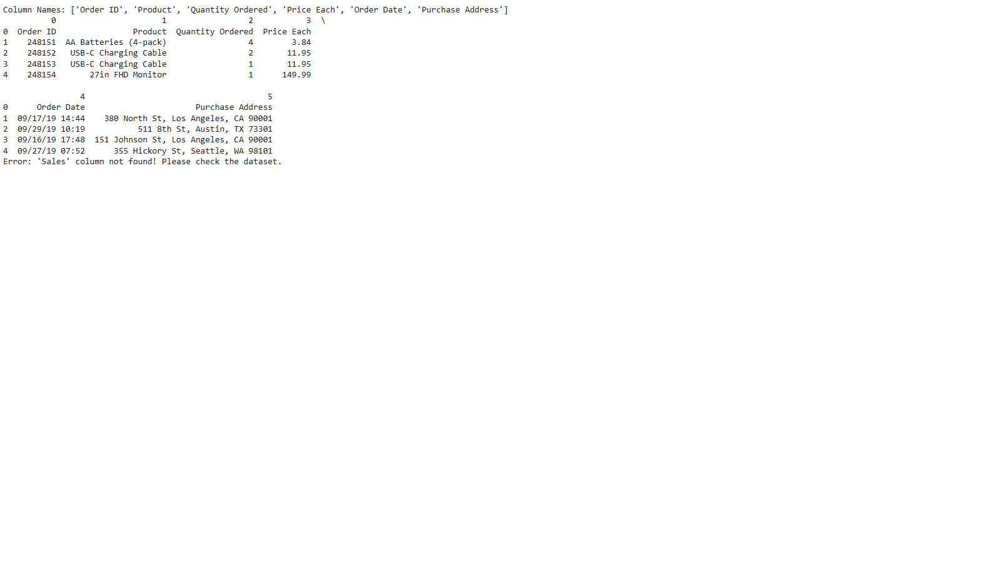 Column Names: ['Order ID', 'Product', 'Quantity Ordered', 'Price Each', 'Order Date', 'Purchase Address']
          0                      1                 2           3  \
0  Order ID                Product  Quantity Ordered  Price Each
1    248151  AA Batteries (4-pack)                 4        3.84
2    248152   USB-C Charging Cable                 2       11.95
3    248153   USB-C Charging Cable                 1       11.95
4    248154       27in FHD Monitor                 1      149.99
                4                                      5
0      Order Date                       Purchase Address
1  09/17/19 14:44    380 North St, Los Angeles, CA 90001
2  09/29/19 10:19           511 8th St, Austin, TX 73301
3  09/16/19 17:48  151 Johnson St, Los Angeles, CA 90001
4  09/27/19 07:52      355 Hickory St, Seattle, WA 98101
Error: 'Sales' column not found! Please check the dataset.